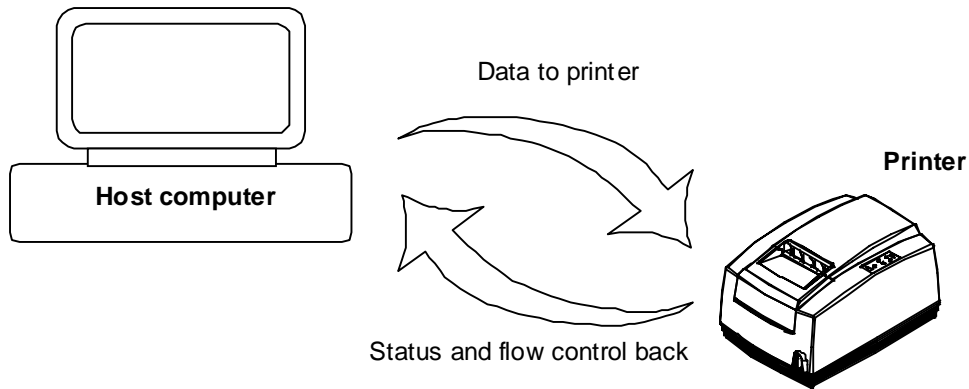 Data to printer
Printer
Host computer
Status and flow control back